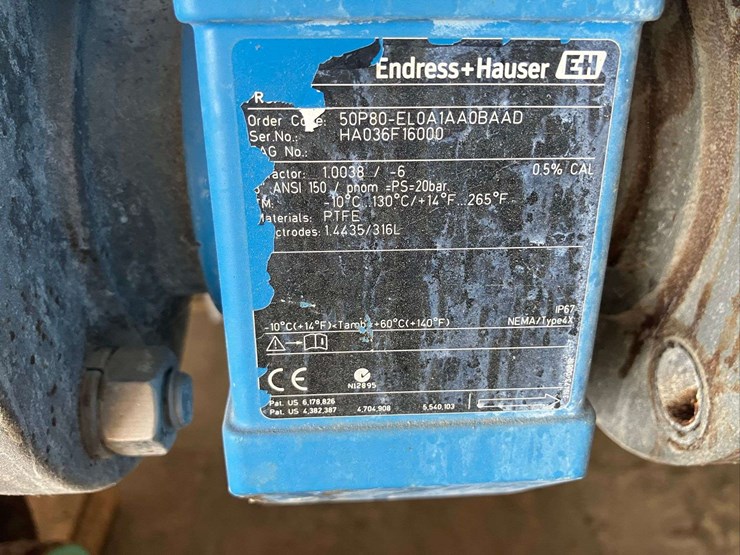 Endress+Hauser EH
Order Code: 50P80-EL0A1AA0BAAD
Ser.No.: HA036F16000
AG No.:
actor: 1.0038 / -6 0.5% CAL
ANSI 150 / pnom =PS=20bar
M: -10°C...130°C/+14°F...265°F
Materials: PTFE
ectrodes: 1.4435/316L
IP67
-10°C(+14°F)<Tamb<+60°C(+140°F) NEMA/Type4X
CE N12895
Pat. US 6,178,826
Pat. US 4,382,387 4,704,908 5,540,103